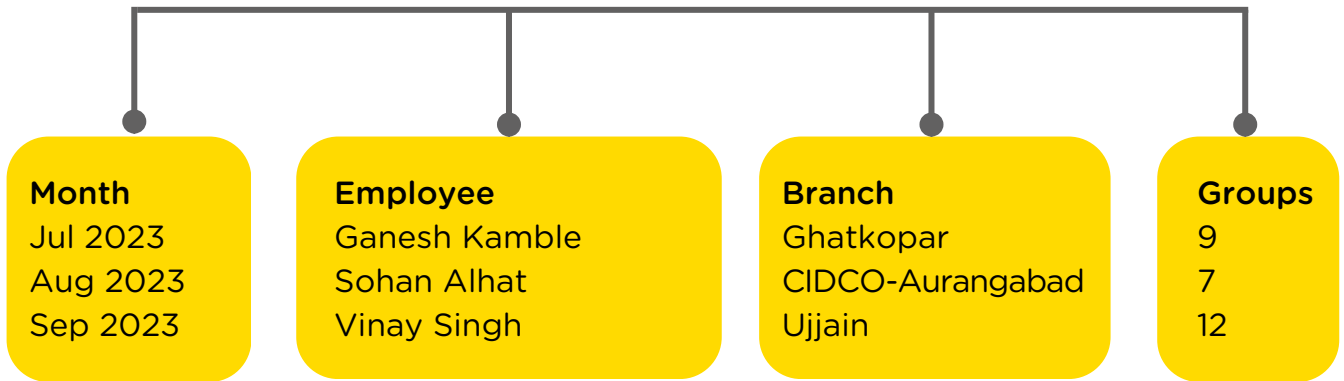 Month Employee Branch Groups
Jul 2023 Ganesh Kamble Ghatkopar 9
Aug 2023 Sohan Alhat CIDCO-Aurangabad 7
Sep 2023 Vinay Singh Ujjain 12